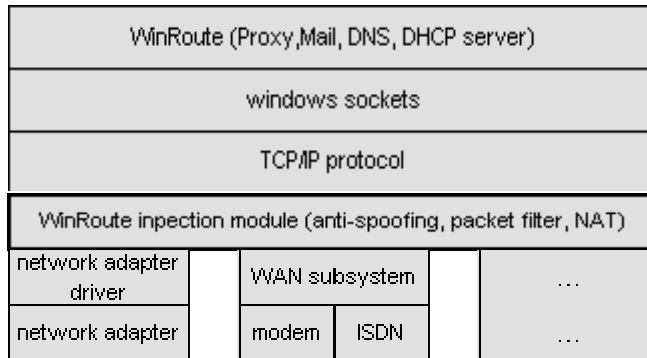 WinRoute (Proxy,Mail, DNS, DHCP server)
windows sockets
TCP/IP protocol
WinRoute inpection module (anti-spoofing, packet filter, NAT)
network adapter
driver
WAN subsystem
...
network adapter
modem
ISDN
...